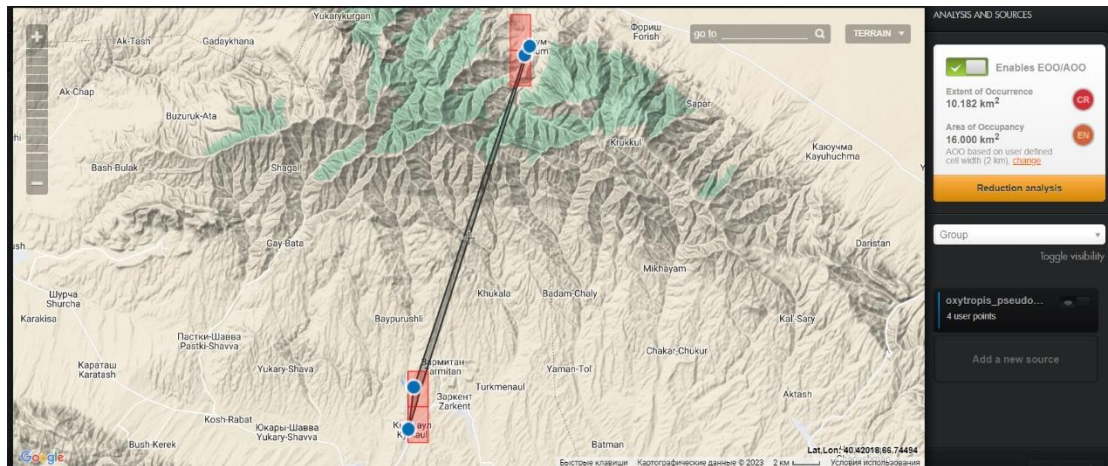 Yukarykurgan
Ak-Tash
Gadaykhana
Фориш
Forish
go to
TERRAIN
Ak-Chap
Buzuruk-Ata
Sapar
Bash-Bulak
Shagal
Krukkul
Каюучма
Kayuchma
Gay-Bata
Daristan
Mikhayam
Шурча
Shurcha
Karakisa
Khukala
Badam-Chaly
Baypurushli
Kal'-Sary
Пастки-Шавва
Pastki-Shavva
Chakar-Chukur
Караташ
Karatash
Yukary-Shava
Yaman-Tol
Turkmenaul
Заркент
Zarkent
Aktash
Kosh-Rabat
Юкары-Шавва
Yukary-Shavva
Bush-Kerek
Batman
Lat,Lon: 40,42018;66.74494
Google
Быстрые клавиши
Картографические данные © 2023
2 км
Условия использования
ANALYSIS AND SOURCES
Enables EOO/AOO
Extent of Occurrence
10.182 km²
CR
Area of Occupancy
16.000 km²
EN
AOO based on user defined
cell width (2 km), change
Reduction analysis
Group
Toggle visibility
oxytropis_pseudo...
4 user points
Add a new source